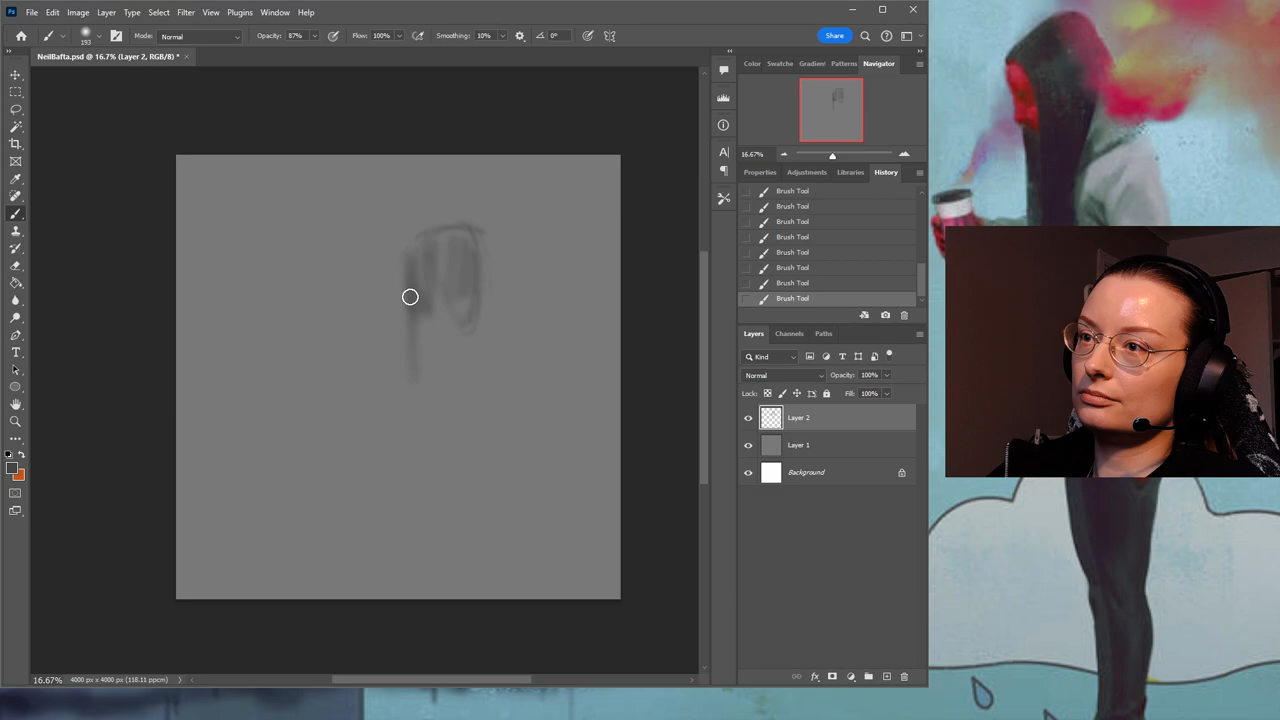 Ps File Edit Image Layer Type Select Filter View Plugins Window Help
193 Mode: Normal Opacity: 87% Flow: 100% Smoothing: 10% 0° Share
NeilBafta.psd @ 16.7% (Layer 2, RGB/8) *
Color Swatche Gradien Patterns Navigator
16.67%
Properties Adjustments Libraries History
Brush Tool
Brush Tool
Brush Tool
Brush Tool
Brush Tool
Brush Tool
Brush Tool
Brush Tool
Layers Channels Paths
Kind
Normal Opacity: 100%
Lock: Fill: 100%
Layer 2
Layer 1
Background
16.67% 4000 px x 4000 px (118.11 ppcm)